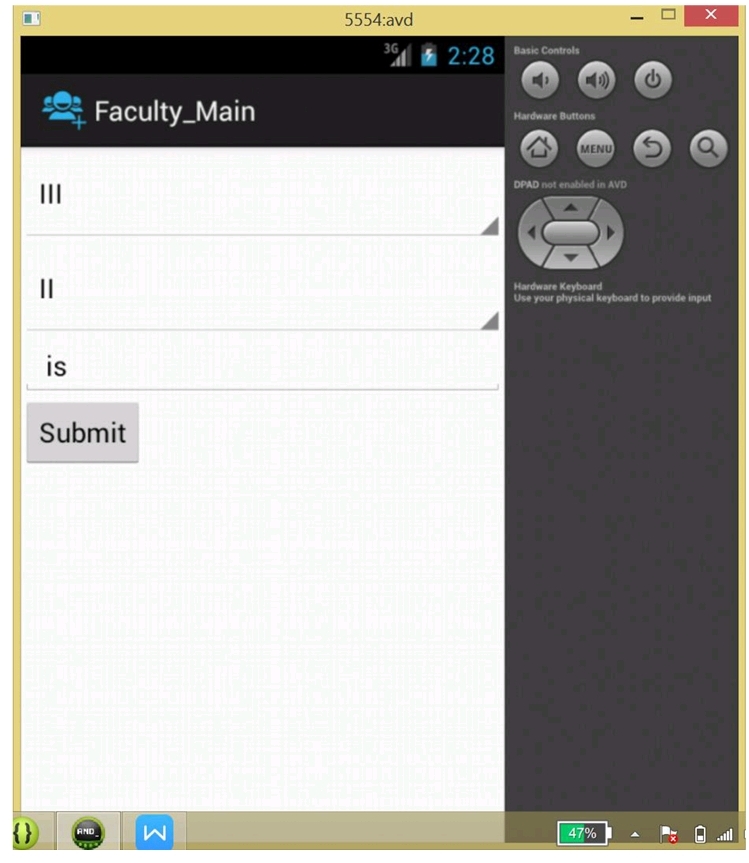 5554:avd
3G 2:28
Faculty_Main
III
II
is
Submit
Basic Controls
Hardware Buttons
MENU
DPAD not enabled in AVD
Hardware Keyboard
Use your physical keyboard to provide input
{} AND_ W 47%